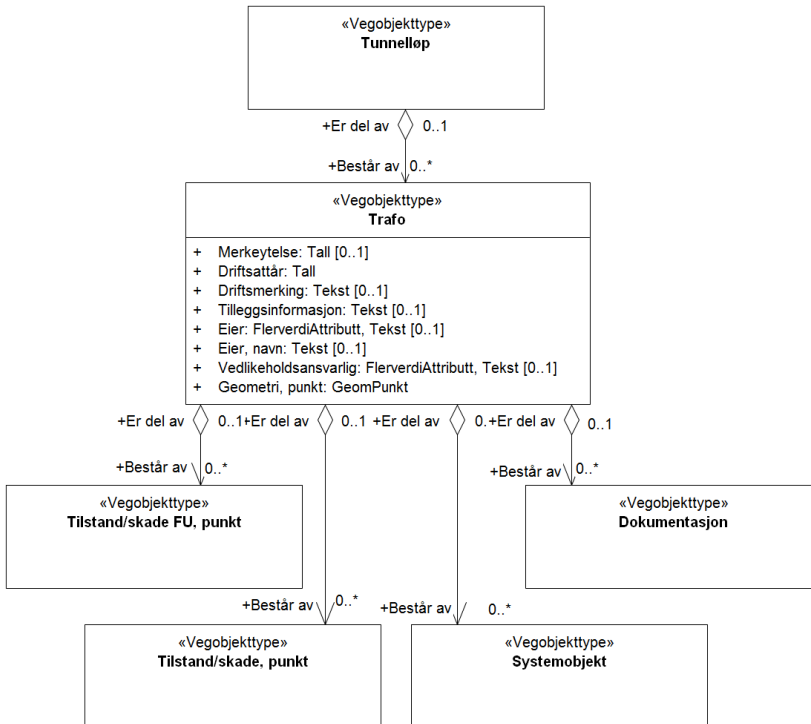 «Vegobjekttype»
Tunnelløp
+Er del av 0..1
+Består av 0..*
«Vegobjekttype»
Trafo
+ Merkeytelse: Tall [0..1]
+ Driftsattår: Tall
+ Driftsmerking: Tekst [0..1]
+ Tilleggsinformasjon: Tekst [0..1]
+ Eier: FlerverdiAttributt, Tekst [0..1]
+ Eier, navn: Tekst [0..1]
+ Vedlikeholdsansvarlig: FlerverdiAttributt, Tekst [0..1]
+ Geometri, punkt: GeomPunkt
+Er del av 0..1 +Er del av 0..1 +Er del av 0.. +Er del av 0..1
+Består av 0..* +Består av 0..*
«Vegobjekttype» «Vegobjekttype»
Tilstand/skade FU, punkt Dokumentasjon
+Består av 0..* +Består av 0..*
«Vegobjekttype» «Vegobjekttype»
Tilstand/skade, punkt Systemobjekt